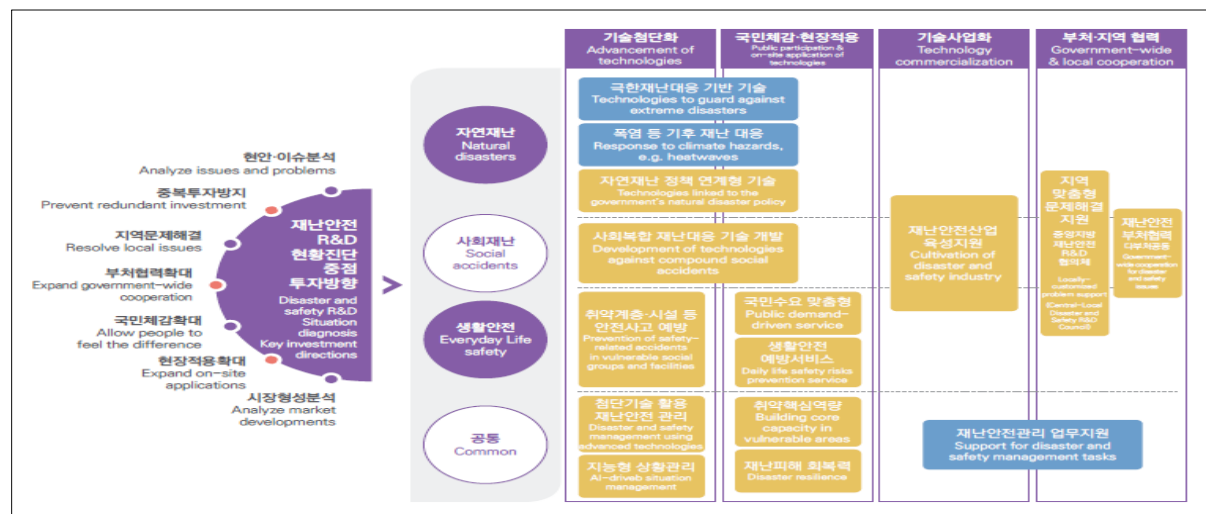 기술첨단화
Advancement of
technologies
국민체감·현장적용
Public participation &
on-site application of
technologies
기술사업화
Technology
commercialization
부처·지역 협력
Government-wide
& local cooperation
현안·이슈분석
Analyze issues and problems
중복투자방지
Prevent redundant investment
지역문제해결
Resolve local issues
부처협력확대
Expand government-wide
cooperation
국민체감확대
Allow people to
feel the difference
현장적용확대
Expand on-site
applications
시장형성분석
Analyze market
developments
재난안전
R&D
현황진단
중점
투자방향
Disaster and
safety R&D
Situation
diagnosis
Key investment
directions
>
자연재난
Natural
disasters
사회재난
Social
accidents
생활안전
Everyday Life
safety
공통
Common
극한재난대응 기반 기술
Technologies to guard against
extreme disasters
폭염 등 기후 재난 대응
Response to climate hazards,
e.g. heatwaves
자연재난 정책 연계형 기술
Technologies linked to the
government's natural disaster policy
사회복합 재난대응 기술 개발
Development of technologies
against compound social
accidents
취약계층·시설 등
안전사고 예방
Prevention of safety-
related accidents
in vulnerable social
groups and facilities
국민수요 맞춤형
Public demand-
driven service
생활안전
예방서비스
Daily life safety risks
prevention service
첨단기술 활용
재난안전 관리
Disaster and safety
management using
advanced technologies
지능형 상황관리
AI-driveb situation
management
취약핵심역량
Building core
capacity in
vulnerable areas
재난피해 회복력
Disaster resilience
재난안전산업
육성지원
Cultivation of
disaster and
safety industry
지역
맞춤형
문제해결
지원
중앙지방
재난안전
R&D
협의체
Locally-
customized
problem support
(Central-Local
Disaster and
Safety R&D
Council)
재난안전
부처협력
다부처공동
Government-
wide cooperation
for disaster
and safety
issues
재난안전관리 업무지원
Support for disaster and
safety management tasks